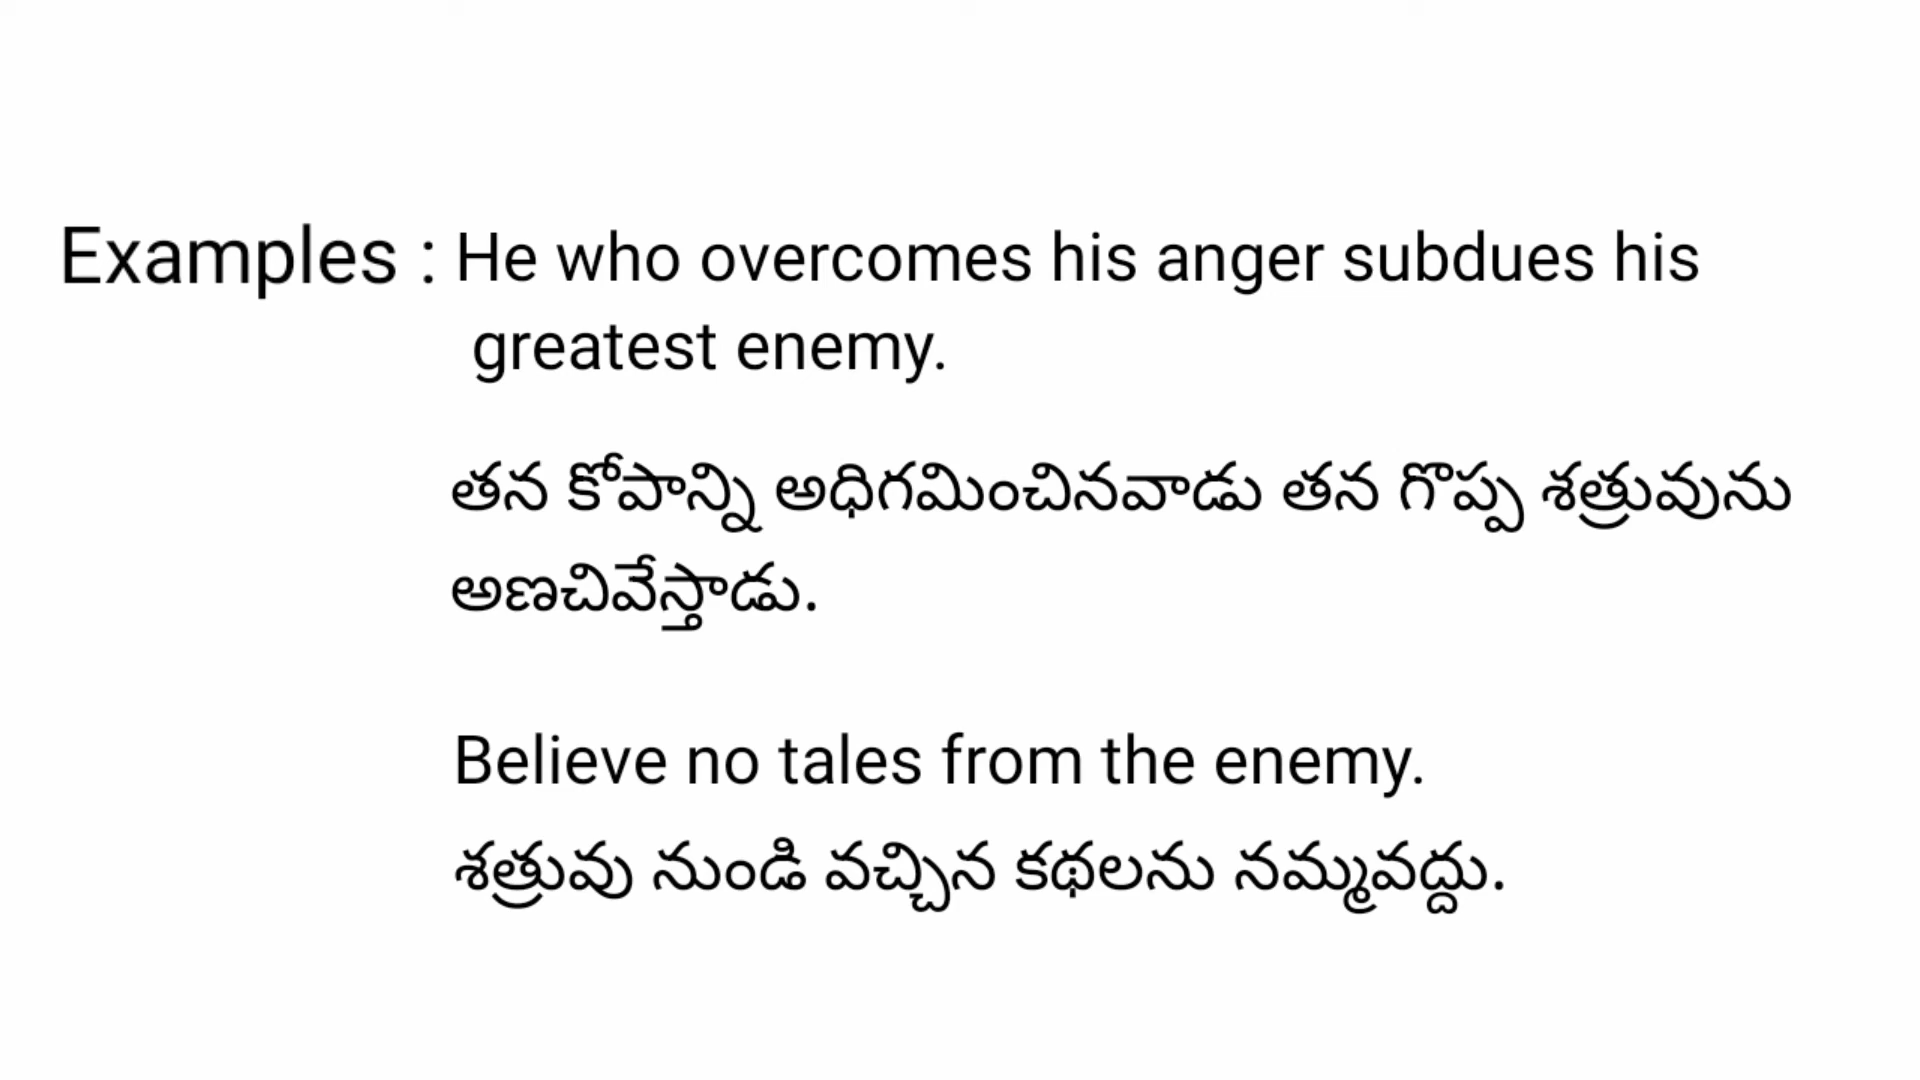 Examples : He who overcomes his anger subdues his
greatest enemy.
తన కోపాన్ని అధిగమించినవాడు తన గొప్ప శత్రువును
అణచివేస్తాడు.
Believe no tales from the enemy.
శత్రువు నుండి వచ్చిన కథలను నమ్మవద్దు.